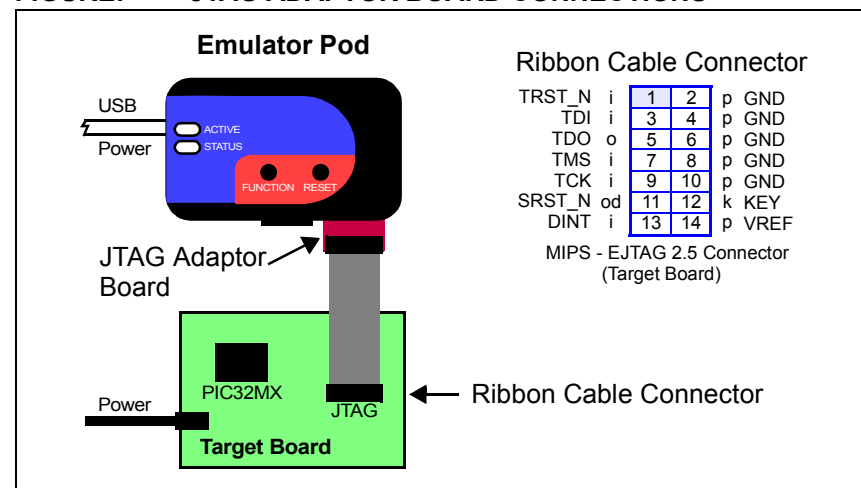 Emulator Pod
USB
Power
ACTIVE
STATUS
FUNCTION RESET
JTAG Adaptor
Board
PIC32MX
JTAG
Power
Target Board
Ribbon Cable Connector
Ribbon Cable Connector
TRST_N i 1 2 p GND
TDI i 3 4 p GND
TDO o 5 6 p GND
TMS i 7 8 p GND
TCK i 9 10 p GND
SRST_N od 11 12 k KEY
DINT i 13 14 p VREF
MIPS - EJTAG 2.5 Connector
(Target Board)